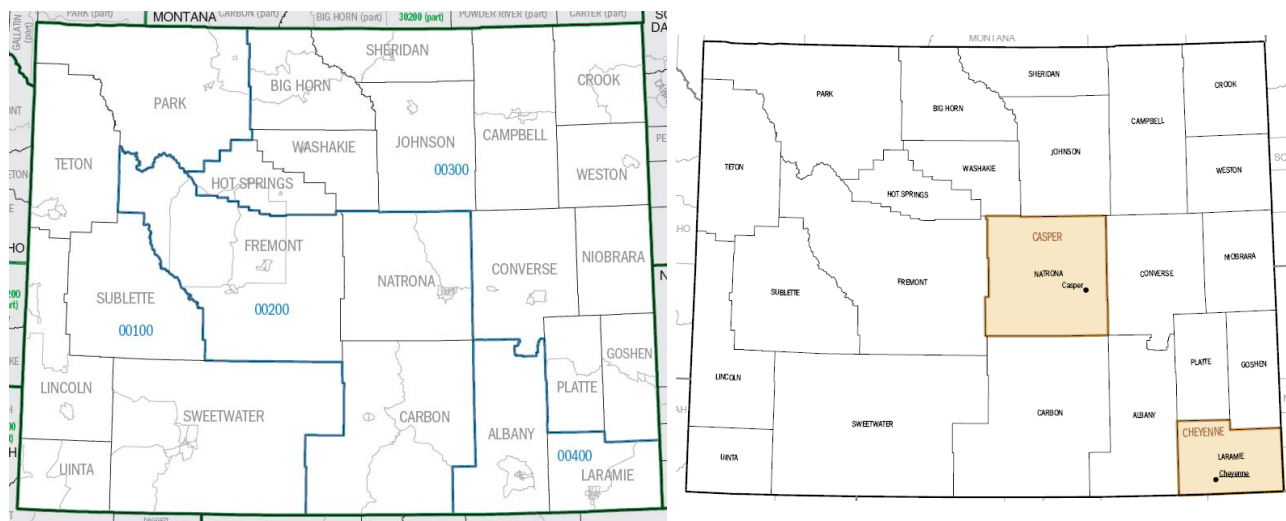 PARK (part)
MONTANA
CARBON (part)
BIG HORN (part)
30200 (part)
POWDER RIVER (part)
CARTER (part)
GALLATIN (part)
DA
SHERIDAN
BIG HORN
CROOK
PARK
JOHNSON
CAMPBELL
WASHAKIE
TETON
00300
WESTON
HOT SPRINGS
FREMONT
NIOBRARA
NATRONA
CONVERSE
SUBLETTE
00100
00200
GOSHEN
PLATTE
LINCOLN
SWEETWATER
CARBON
ALBANY
00400
UINTA
LARAMIE
MONTANA
SHERIDAN
PARK
CROOK
BIG HORN
CAMPBELL
JOHNSON
TETON
WASHAKIE
WESTON
HOT SPRINGS
CASPER
NIOBRARA
NATRONA
CONVERSE
FREMONT
Casper
SUBLETTE
PLATTE
GOSHEN
LINCOLN
CARBON
ALBANY
SWEETWATER
CHEYENNE
UINTA
LARAMIE
Cheyenne